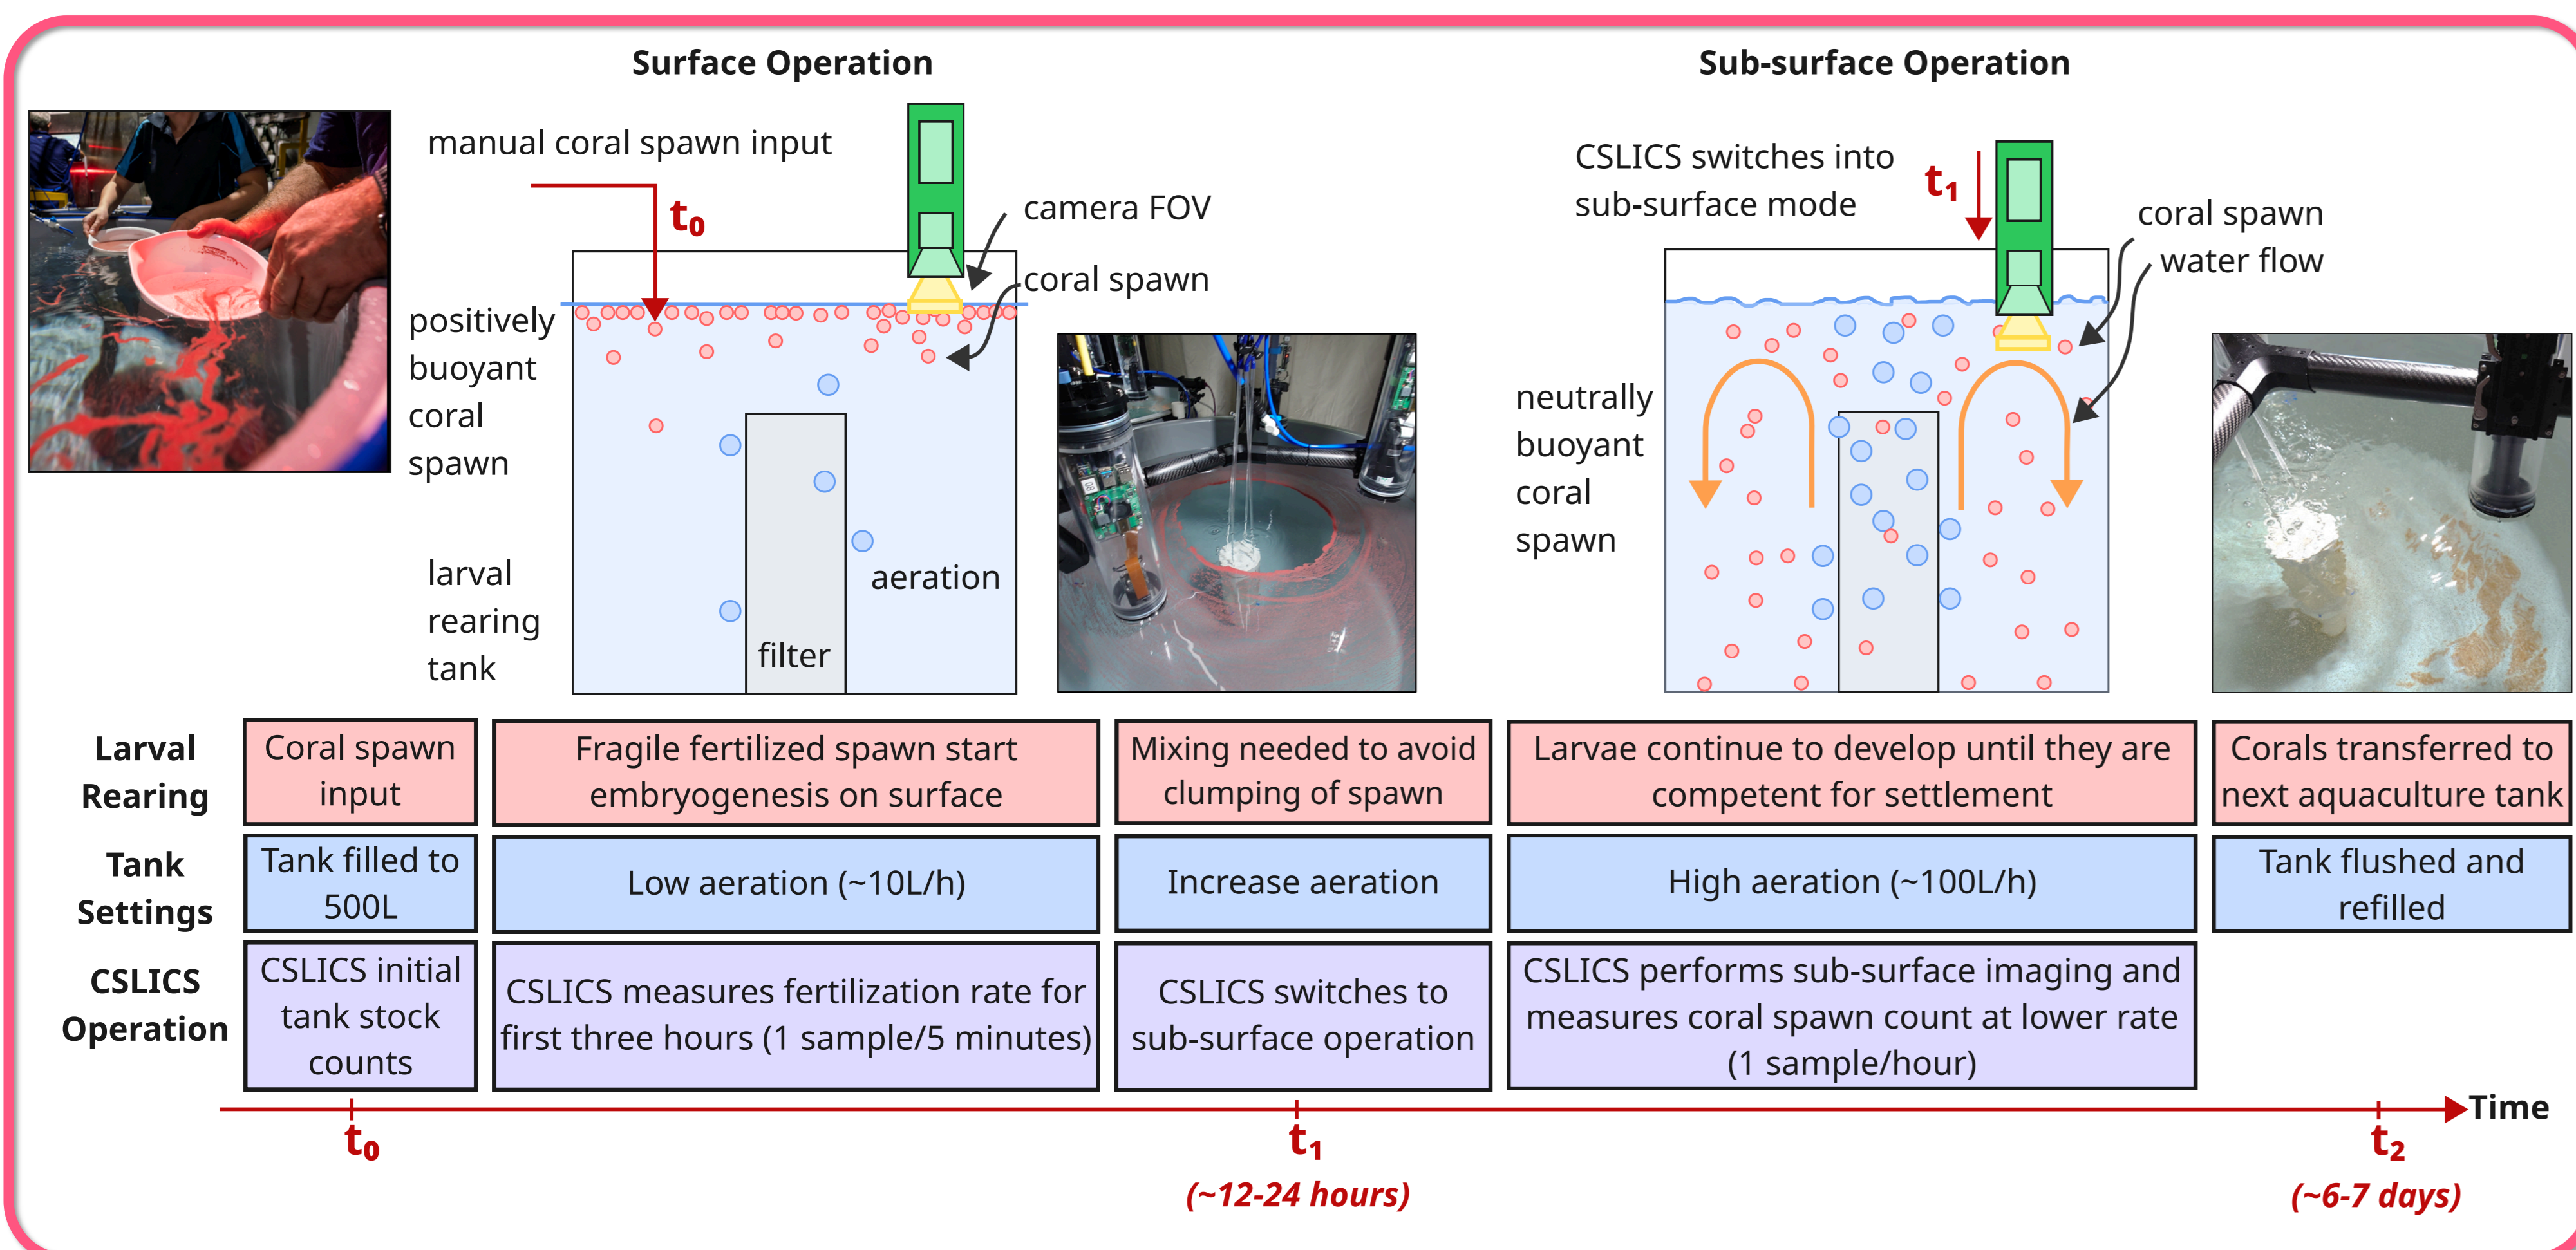 Surface Operation
Sub-surface Operation
manual coral spawn input
t₀
camera FOV
coral spawn
positively
buoyant
coral
spawn
larval
rearing
tank
aeration
filter
CSLICS switches into
sub-surface mode
t₁
coral spawn
water flow
neutrally
buoyant
coral
spawn
Larval
Rearing
Coral spawn
input
Fragile fertilized spawn start
embryogenesis on surface
Mixing needed to avoid
clumping of spawn
Larvae continue to develop until they are
competent for settlement
Corals transferred to
next aquaculture tank
Tank
Settings
Tank filled to
500L
Low aeration (~10L/h)
Increase aeration
High aeration (~100L/h)
Tank flushed and
refilled
CSLICS
Operation
CSLICS initial
tank stock
counts
CSLICS measures fertilization rate for
first three hours (1 sample/5 minutes)
CSLICS switches to
sub-surface operation
CSLICS performs sub-surface imaging and
measures coral spawn count at lower rate
(1 sample/hour)
Time
t₀
t₁
(~12-24 hours)
t₂
(~6-7 days)